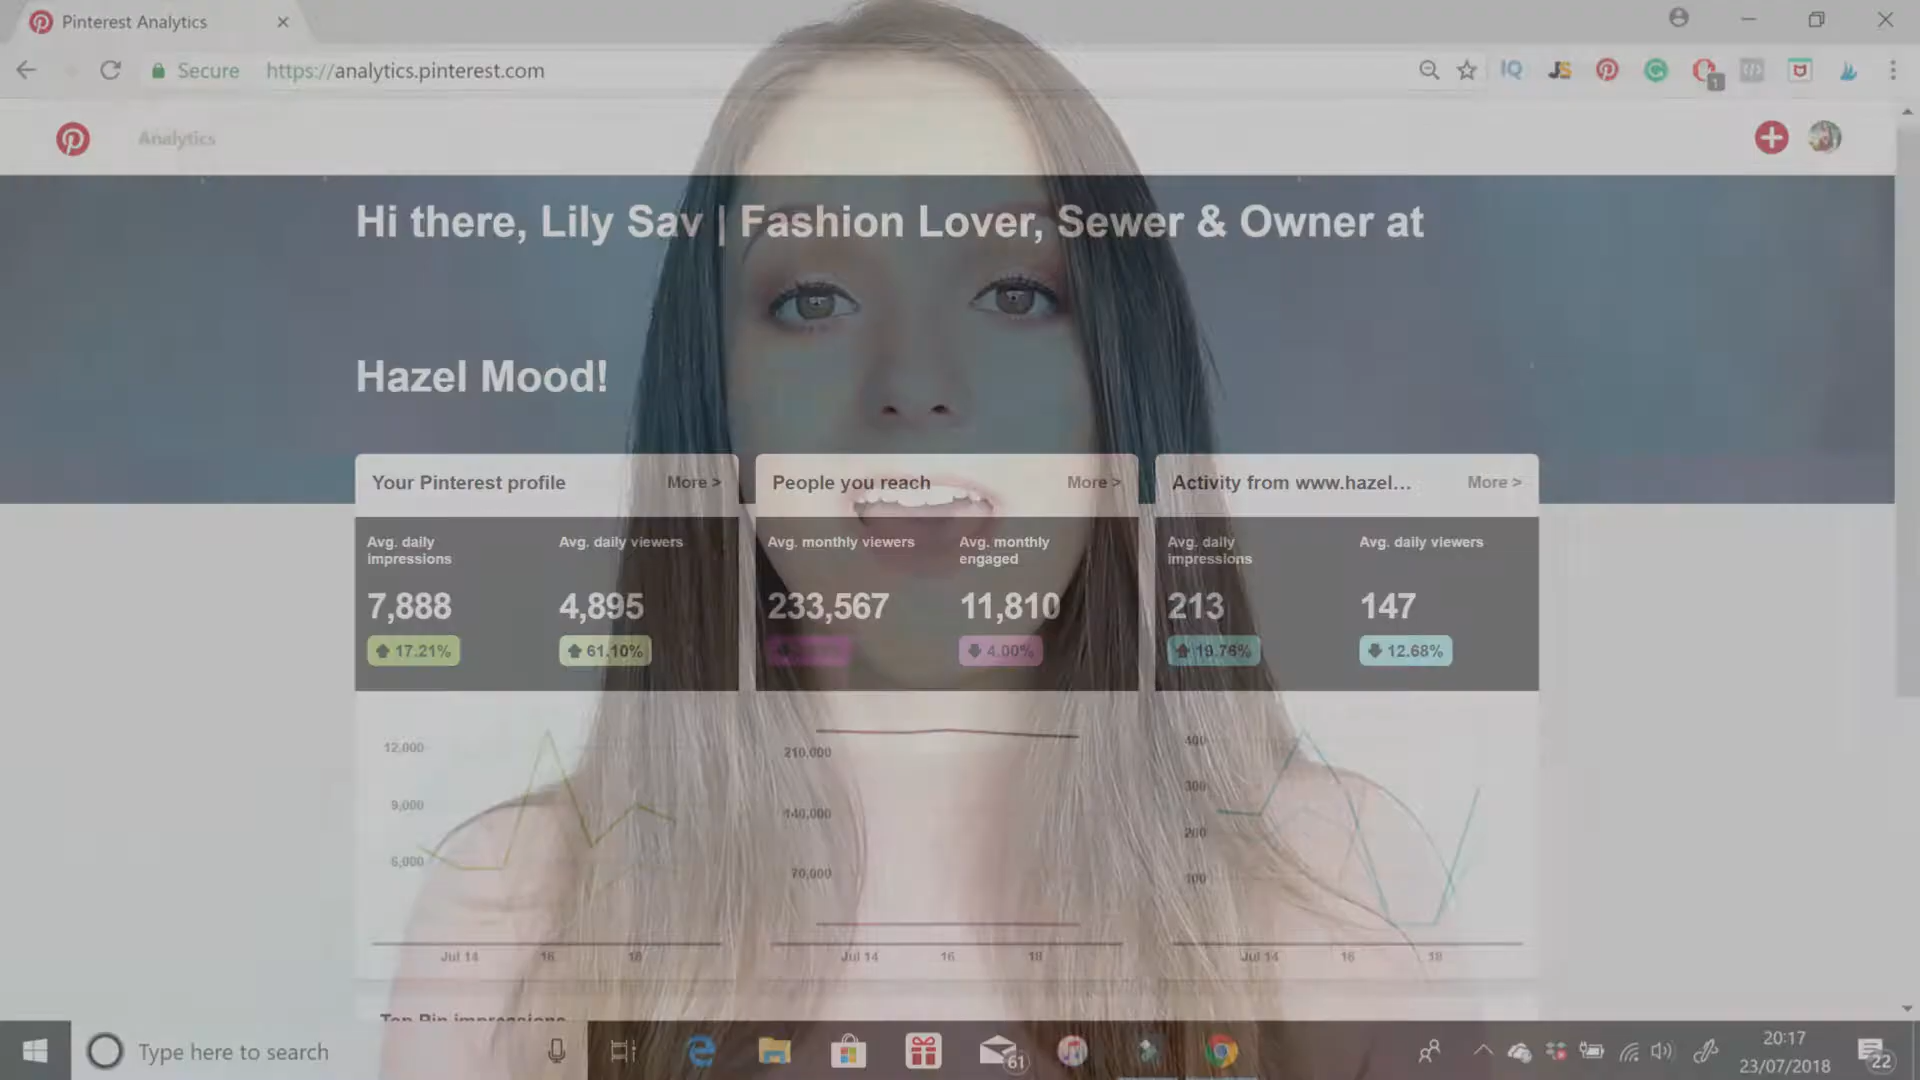 Pinterest Analytics
Secure https://analytics.pinterest.com
1
Analytics
Hi there, Lily Sav | Fashion Lover, Sewer & Owner at
Hazel Mood!
Your Pinterest profile More >
Avg. daily impressions
Avg. daily viewers
7,888
4,895
17.21%
61.10%
12,000
9,000
6,000
Jul 14 16 18
People you reach More >
Avg. monthly viewers
Avg. monthly engaged
233,567
11,810
4.00%
210,000
140,000
70,000
Jul 14 16 18
Activity from www.hazel... More >
Avg. daily impressions
Avg. daily viewers
213
147
19.76%
12.68%
400
300
200
100
Jul 14 16 18
Top Pin impressions
Type here to search
61
20:17
23/07/2018
22